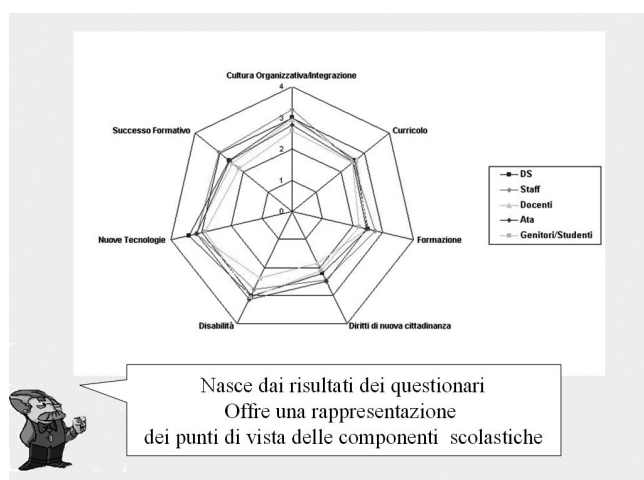 Cultura Organizzativa/Integrazione
4
3
2
1
0
Successo Formativo
Curricolo
Nuove Tecnologie
Formazione
Disabilità
Diritti di nuova cittadinanza
DS
Staff
Docenti
Ata
Genitori/Studenti
Nasce dai risultati dei questionari
Offre una rappresentazione
dei punti di vista delle componenti scolastiche